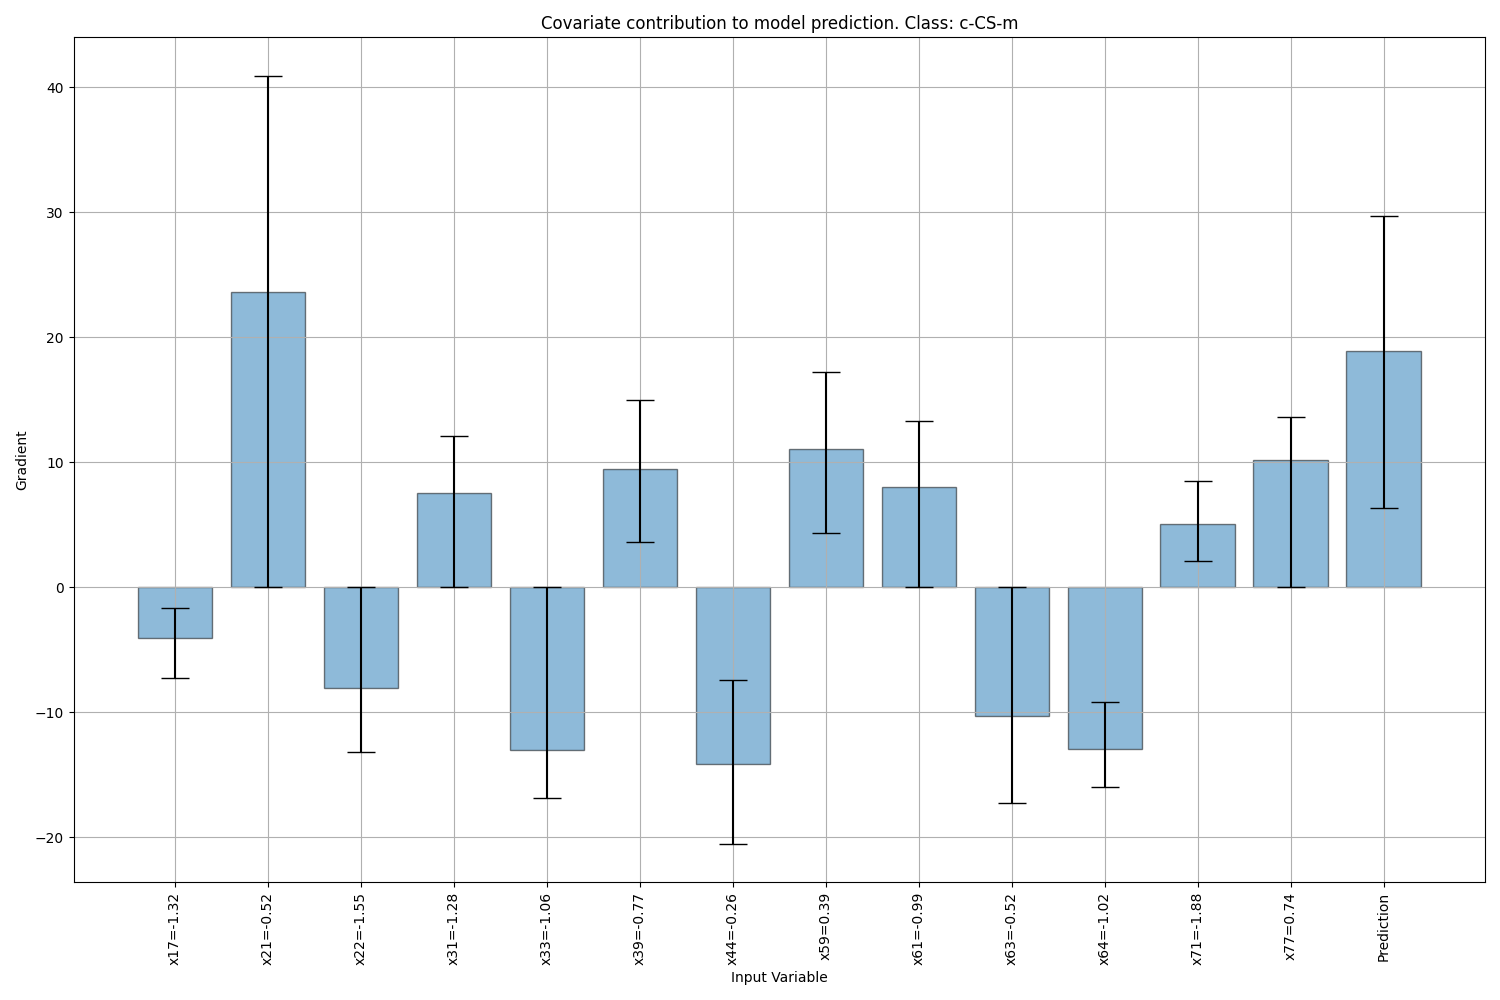 Covariate contribution to model prediction. Class: c-CS-m
Gradient
40
30
20
10
0
−10
−20
x17=-1.32
x21=-0.52
x22=-1.55
x31=-1.28
x33=-1.06
x39=-0.77
x44=-0.26
x59=0.39
x61=-0.99
x63=-0.52
x64=-1.02
x71=-1.88
x77=0.74
Prediction
Input Variable